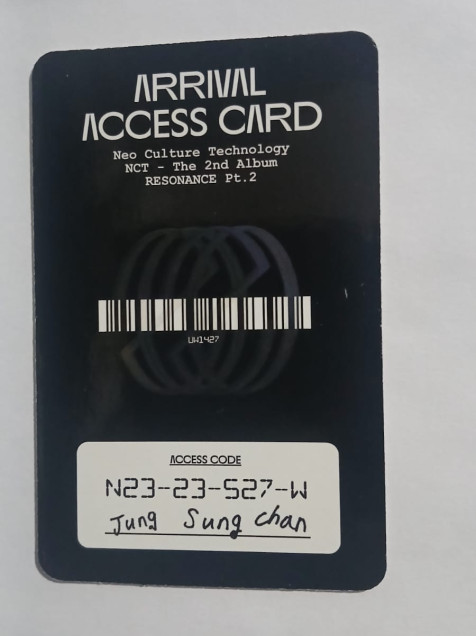 ARRIVAL
ACCESS CARD
Neo Culture Technology
NCT - The 2nd Album
RESONANCE Pt.2
UW1427
ACCESS CODE
N23-23-S27-W
Jung Sung chan